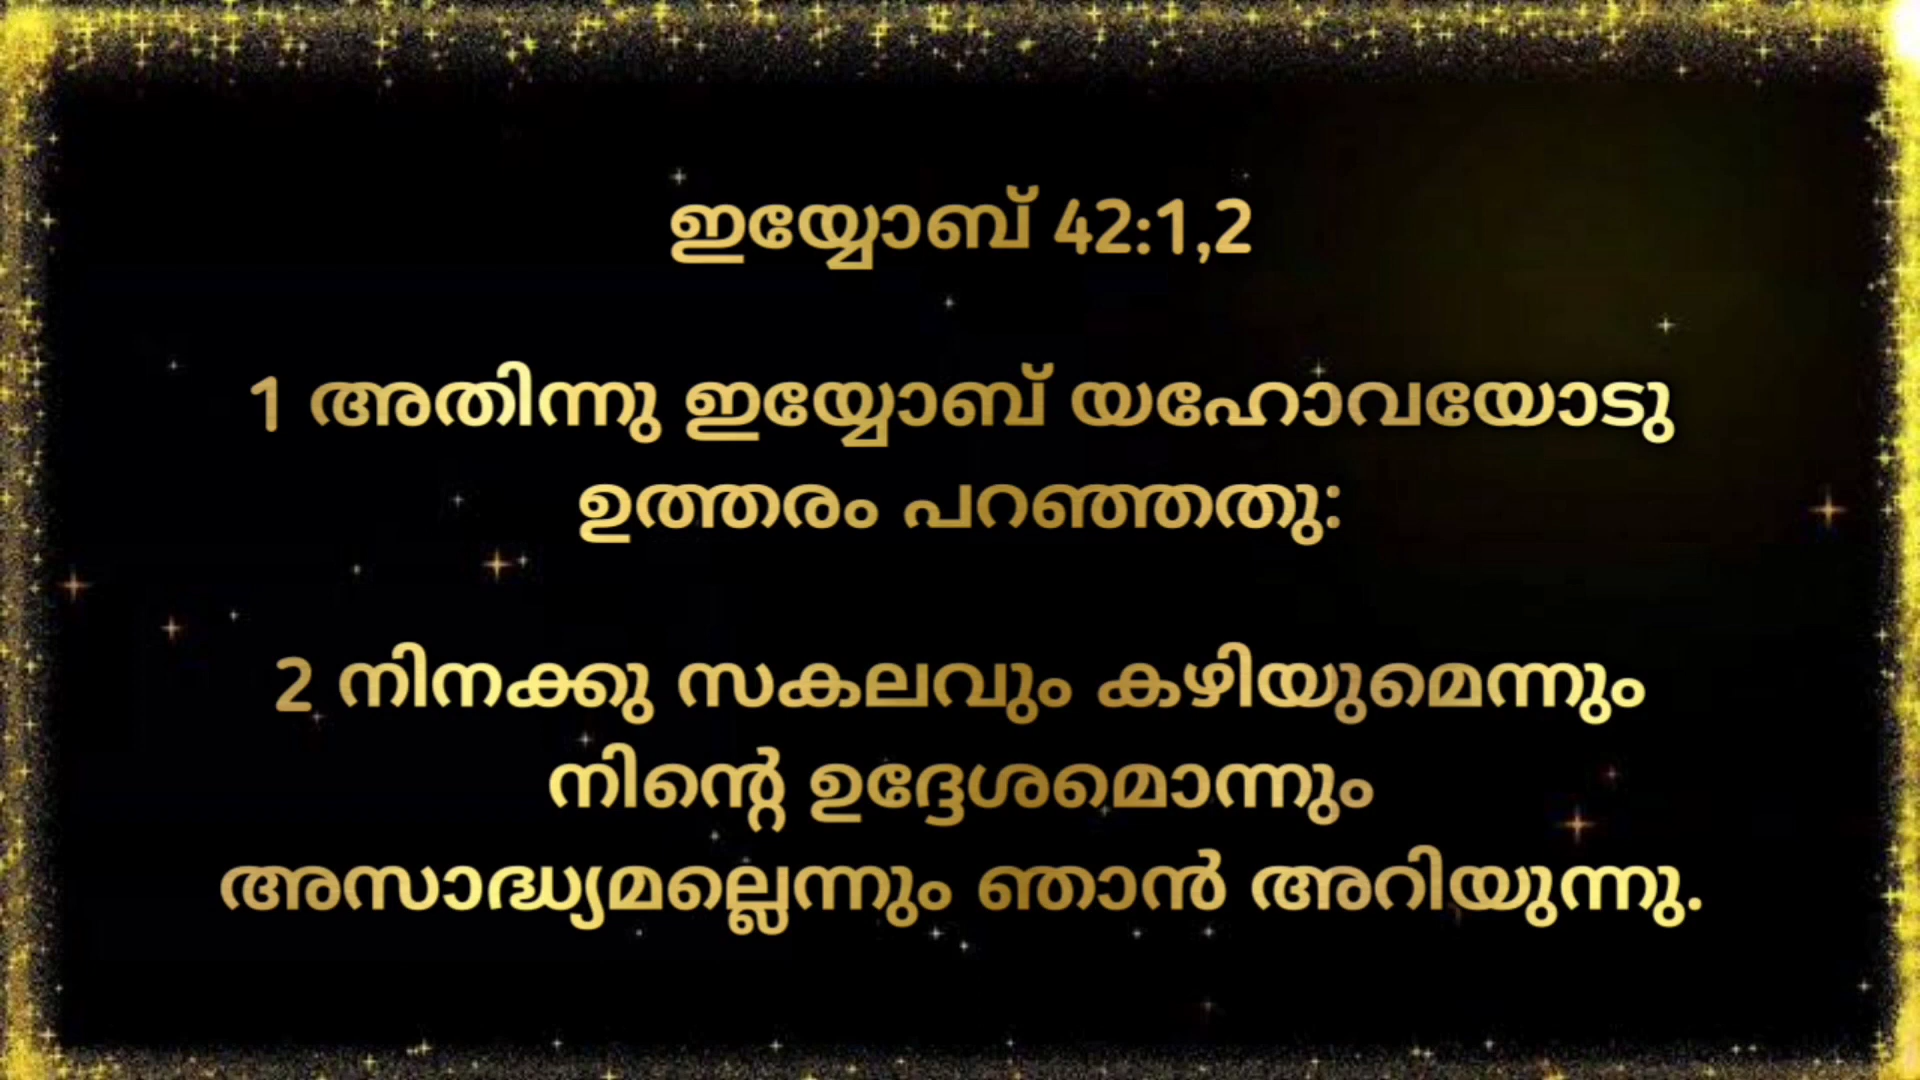 ഇയ്യോബ് 42:1,2
1 അതിന്നു ഇയ്യോബ് യഹോവയോടു
ഉത്തരം പറഞ്ഞതു:
2 നിനക്കു സകലവും കഴിയുമെന്നും
നിന്റെ ഉദ്ദേശമൊന്നും
അസാദ്ധ്യമല്ലെന്നും ഞാൻ അറിയുന്നു.